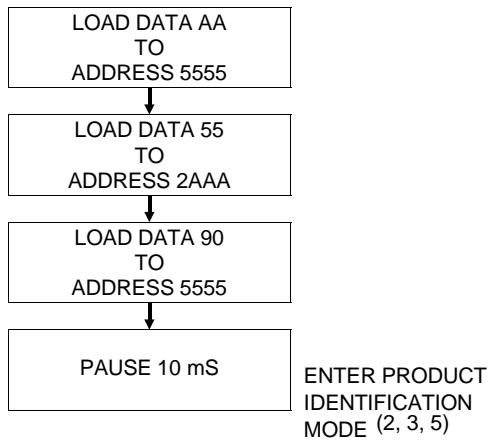 LOAD DATA AA
TO
ADDRESS 5555
LOAD DATA 55
TO
ADDRESS 2AAA
LOAD DATA 90
TO
ADDRESS 5555
PAUSE 10 mS
ENTER PRODUCT
IDENTIFICATION
MODE (2, 3, 5)